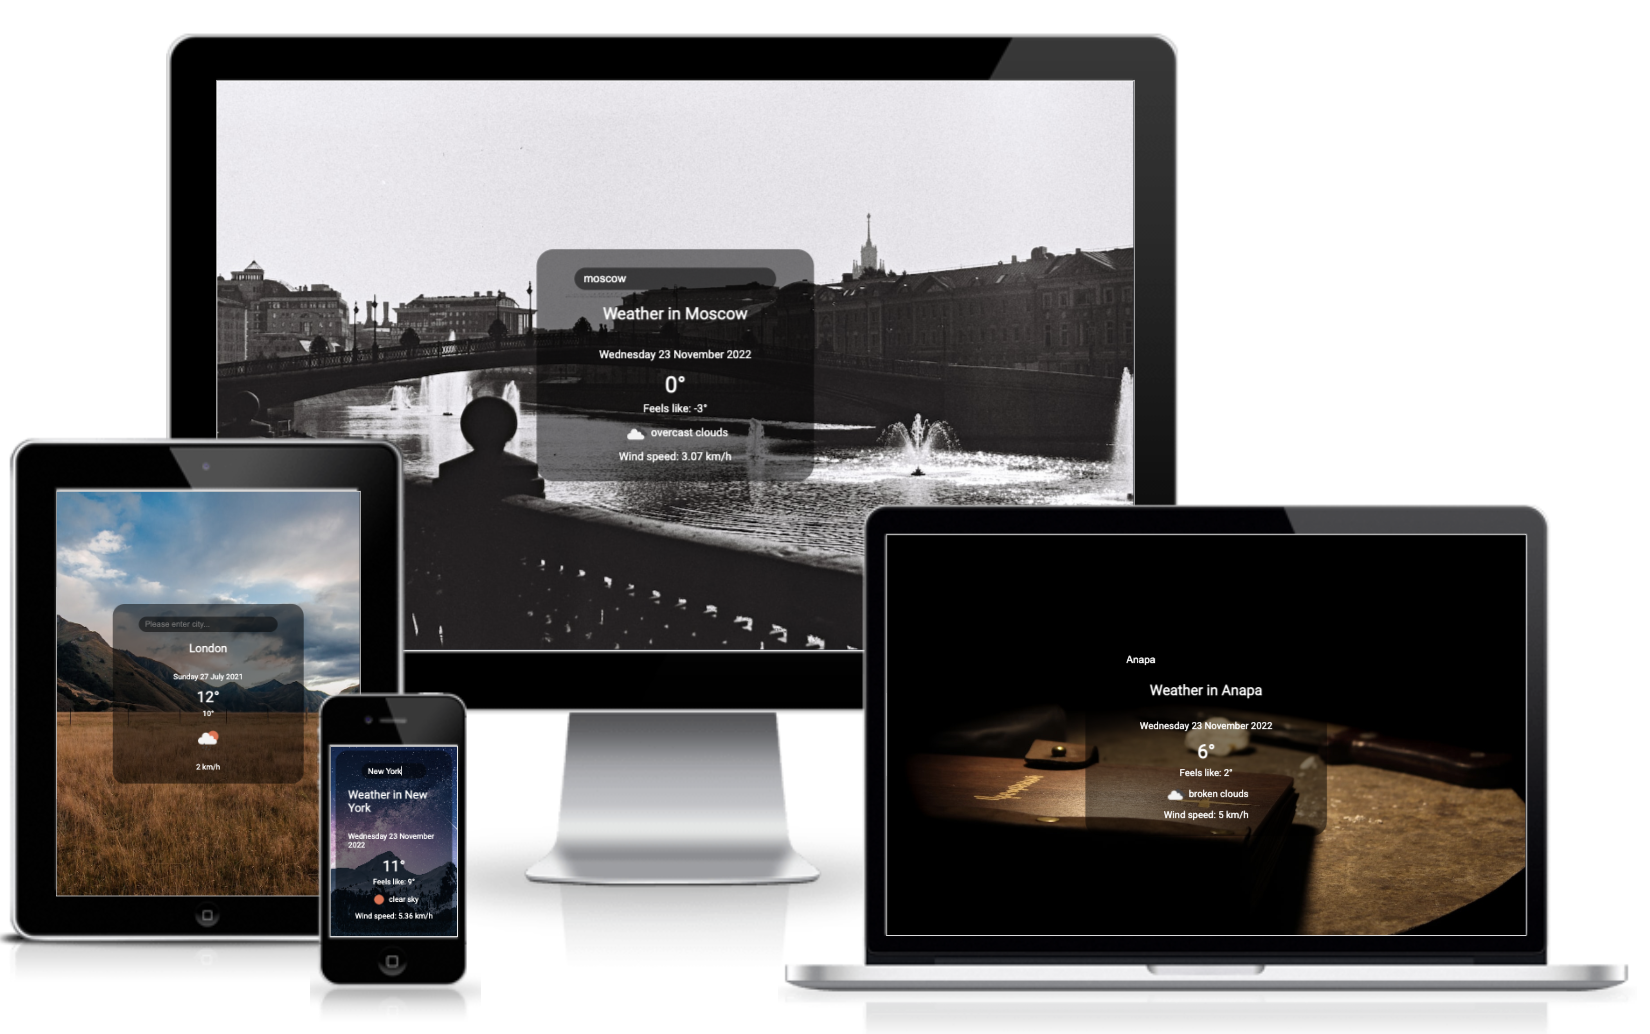 moscow
Weather in Moscow
Wednesday 23 November 2022
0°
Feels like: -3°
overcast clouds
Wind speed: 3.07 km/h
Please enter city...
London
Sunday 27 July 2021
12°
10°
2 km/h
New York
Weather in New
York
Wednesday 23 November
2022
11°
Feels like: 9°
clear sky
Wind speed: 5.36 km/h
Anapa
Weather in Anapa
Wednesday 23 November 2022
6°
Feels like: 2°
broken clouds
Wind speed: 5 km/h